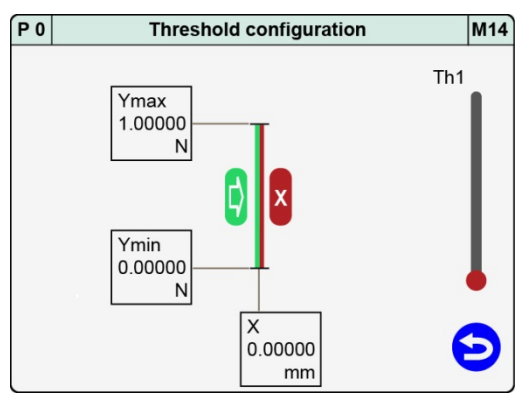 P 0
Threshold configuration
M14
Th1
Ymax
1.00000
N
X
Ymin
0.00000
N
X
0.00000
mm